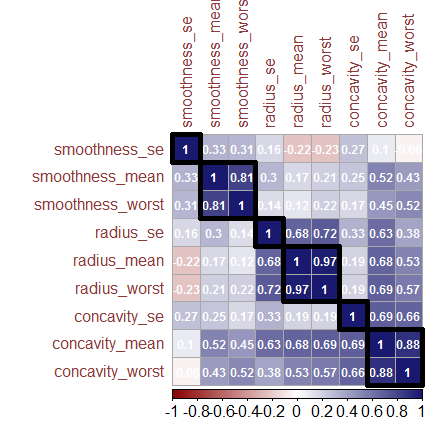 smoothness_se
smoothness_mean
smoothness_worst
radius_se
radius_mean
radius_worst
concavity_se
concavity_mean
concavity_worst
smoothness_se 1 0.33 0.31 0.16 -0.22 -0.23 0.27 0.1
smoothness_mean 0.33 1 0.81 0.3 0.17 0.21 0.25 0.52 0.43
smoothness_worst 0.31 0.81 1 0.14 0.12 0.22 0.17 0.45 0.52
radius_se 0.16 0.3 0.14 1 0.68 0.72 0.33 0.63 0.38
radius_mean -0.22 0.17 0.12 0.68 1 0.97 0.19 0.68 0.53
radius_worst -0.23 0.21 0.22 0.72 0.97 1 0.19 0.69 0.57
concavity_se 0.27 0.25 0.17 0.33 0.19 0.19 1 0.69 0.66
concavity_mean 0.1 0.52 0.45 0.63 0.68 0.69 0.69 1 0.88
concavity_worst 0.43 0.52 0.38 0.53 0.57 0.66 0.88 1
-1 -0.8 -0.6 -0.4 -0.2 0 0.2 0.4 0.6 0.8 1